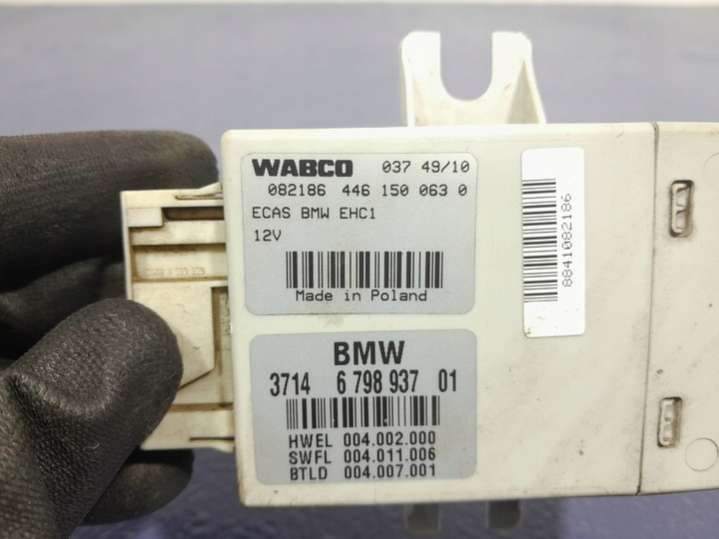 WABCO 037 49/10
082186 446 150 063 0
ECAS BMW EHC1
12V
Made in Poland
8841082186
BMW
3714 6 798 937 01
HWEL 004.002.000
SWFL 004.011.006
BTLD 004.007.001